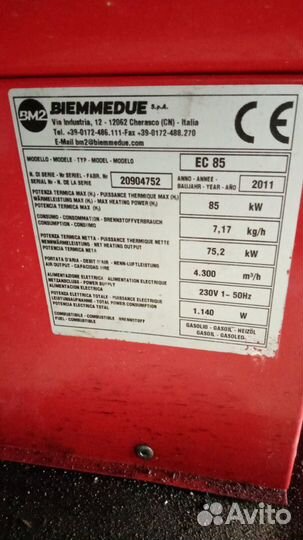 BM2 BIEMMEDUE S.p.A.
Via Industria, 12 - 12062 Cherasco (CN) - Italia
Tel. +39-0172-486.111-Fax +39-0172-486.270
E-Mail bm2@biemmedue.com
CE
MODELLO - MODELE - TYP - MODEL - MODELO
EC 85
N. DI SERIE - Nr SERIEL - FABR. Nr
SERIAL Nr - N. DE LA SERIE
20904752
ANNO - ANNEE -
BAUJAHR - YEAR - AÑO
2011
POTENZA TERMICA MAX (Hi) - PUISSANCE THERMIQUE MAX (Hi)
WÄRMELEISTUNG MAX (Hi) - MAX HEATING POWER (Hi)
POTENCIA TERMICA MAX (Hi)
85 kW
CONSUMO - CONSOMMATION - BRENNSTOFFVERBRAUCH
CONSUMPTION - CONSUMO
7,17 kg/h
POTENZA TERMICA NETTA - PUISSANCE THERMIQUE NETTE
NENNWÄRMELEISTUNG - NET HEATING OUTPUT
POTENCIA TERMICA NETA
75,2 kW
PORTATA D'ARIA - DEBIT D'AIR - NENN-LUFTLEISTUNG
AIR OUTPUT - CAPACIDAD AIRE
4.300 m³/h
ALIMENTAZIONE ELETTRICA - ALIMENTATION ELECTRIQUE
NETZANSCHLUSS - POWER SUPPLY
ALIMENTACION ELECTRICA
230V 1~ 50Hz
POTENZA ELETTRICA TOTALE - PUISSANCE ELECTRIQUE TOTALE
LEISTUNGSAUFNAHME - TOTAL POWER
POTENCIA ELECTRICA TOTAL
1.140 W
COMBUSTIBILE - COMBUSTIBLE - BRENNSTOFF
FUEL - COMBUSTIBLE
GASOLIO - GASOIL - HEIZÖL
GASOIL - GASOLEO
Avito